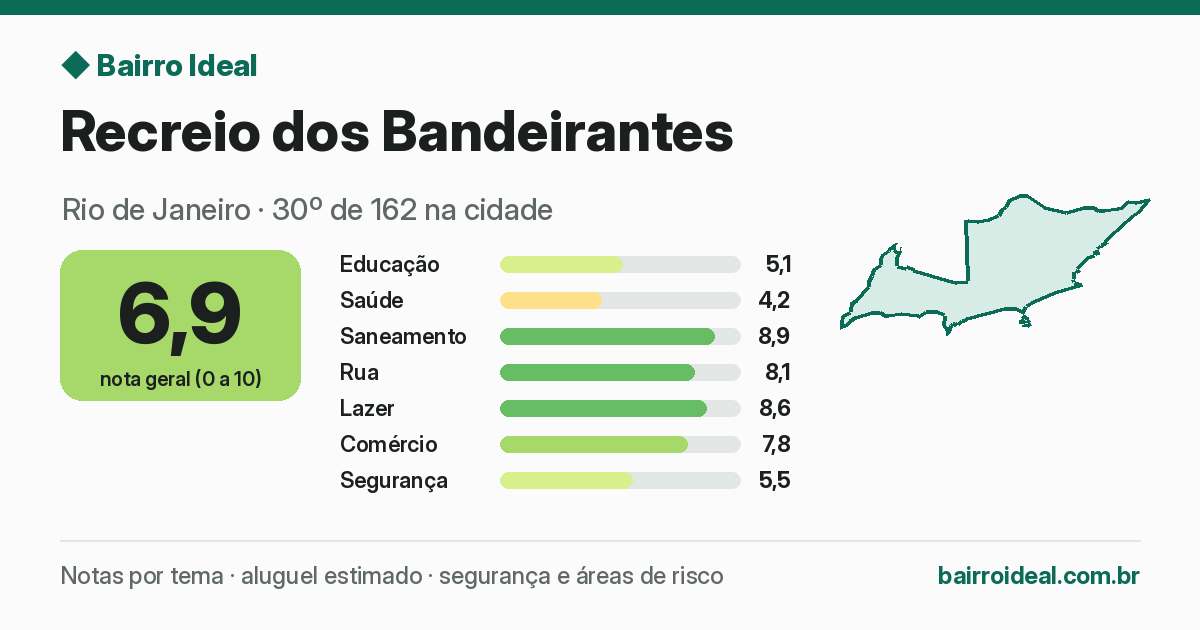 Bairro Ideal
Recreio dos Bandeirantes
Rio de Janeiro · 30º de 162 na cidade
6,9
nota geral (0 a 10)
Educação 5,1
Saúde 4,2
Saneamento 8,9
Rua 8,1
Lazer 8,6
Comércio 7,8
Segurança 5,5
Notas por tema · aluguel estimado · segurança e áreas de risco
bairroideal.com.br